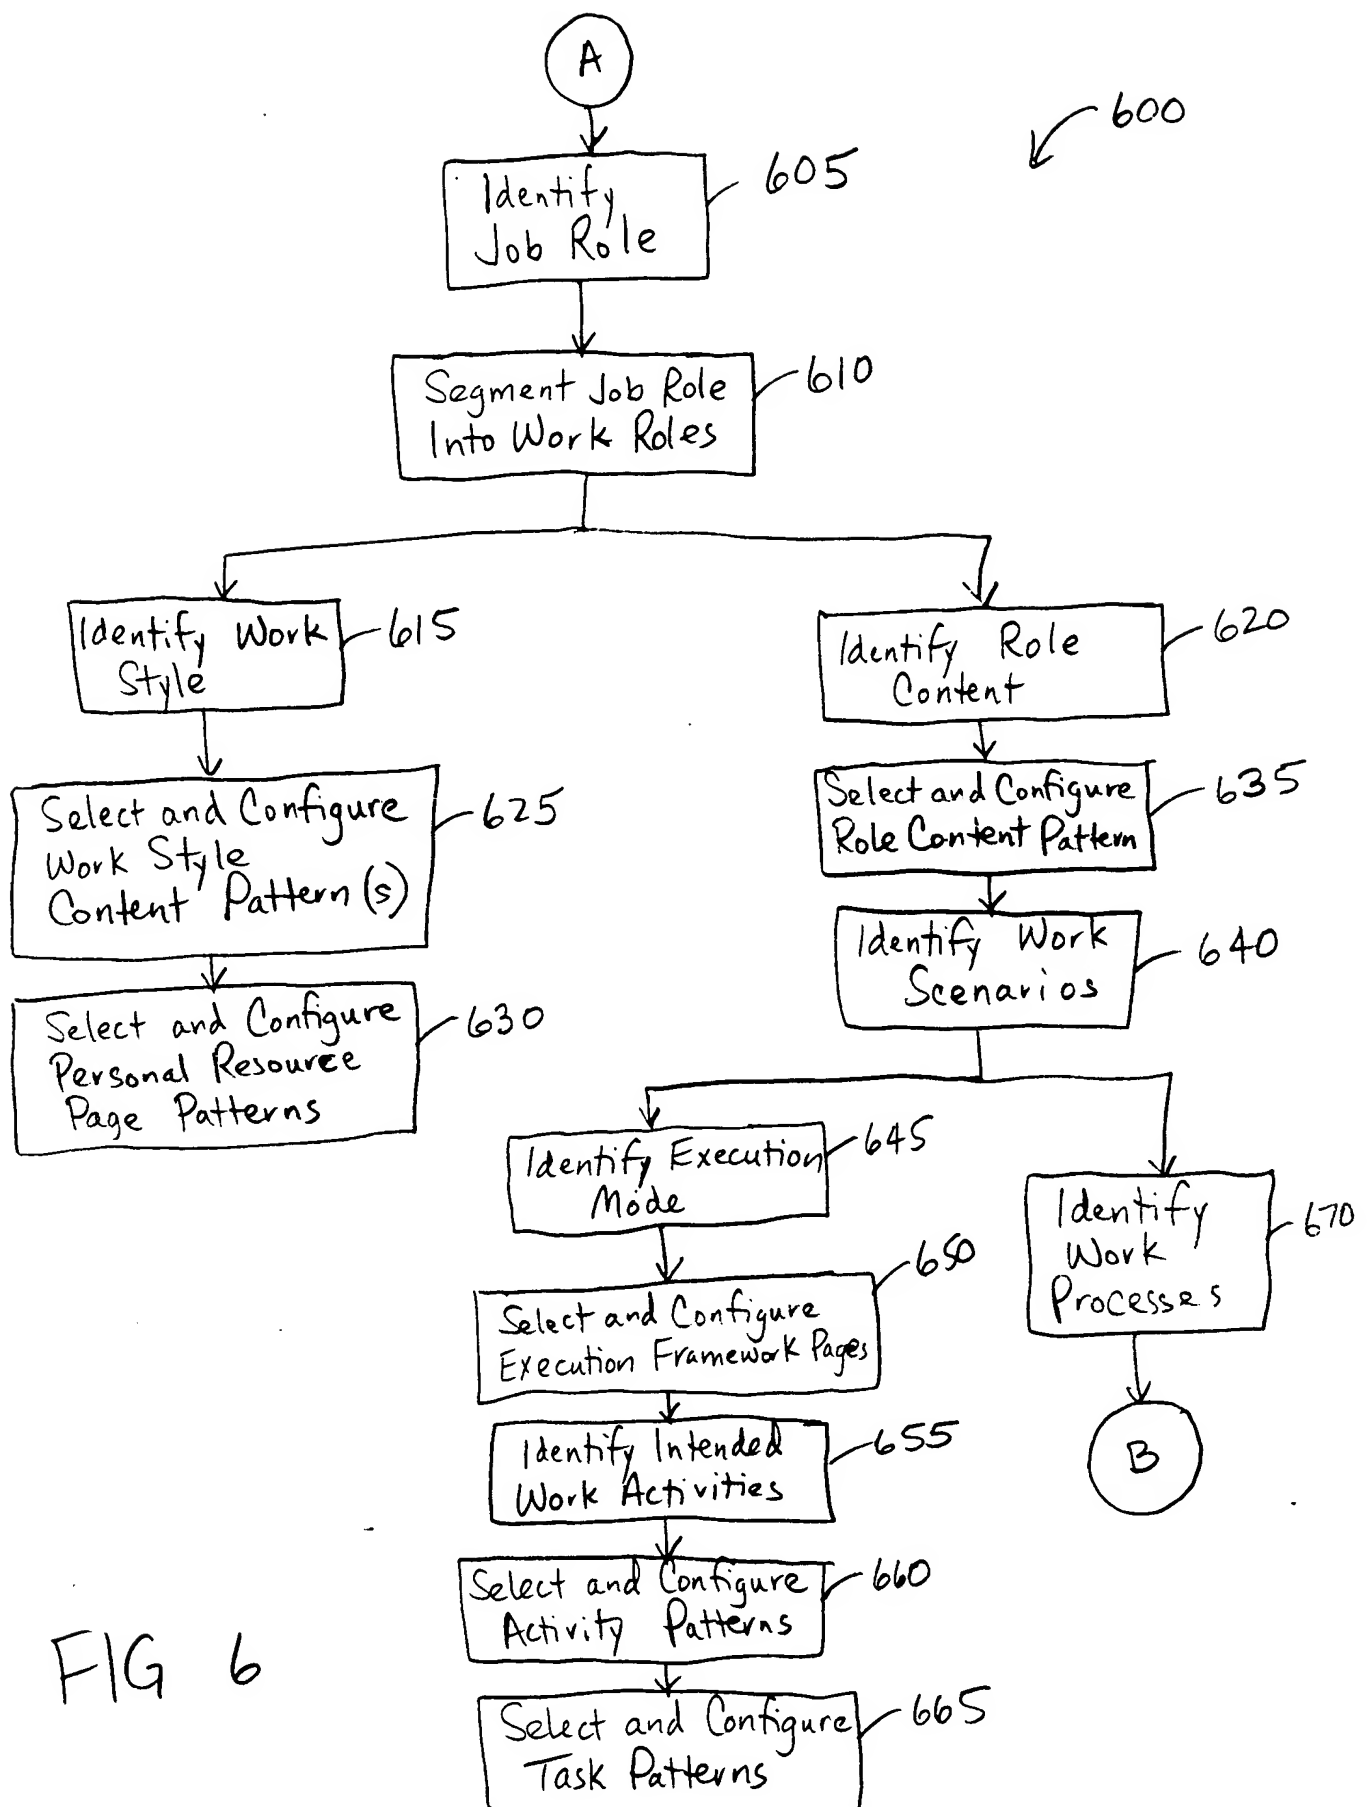 A
600
Identify
Job Role
605
Segment Job Role
Into Work Roles
610
Identify Work
Style
615
Identify Role
Content
620
Select and Configure
Work Style
Content Pattern(s)
625
Select and Configure
Role Content Pattern
635
Identify Work
Scenarios
640
Select and Configure
Personal Resource
Page Patterns
630
Identify Execution
Mode
645
Identify
Work
Processes
670
Select and Configure
Execution Framework Pages
650
Identify Intended
Work Activities
655
B
Select and Configure
Activity Patterns
660
Select and Configure
Task Patterns
665
FIG 6